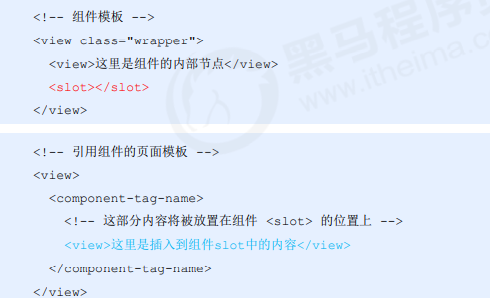 <!-- 组件模板 -->
<view class="wrapper">
<view>这里是组件的内部节点</view>
<slot></slot>
</view>
黑马程序员
www.itheima.com
<!-- 引用组件的页面模板 -->
<view>
<component-tag-name>
<!-- 这部分内容将被放置在组件 <slot> 的位置上 -->
<view>这里是插入到组件slot中的内容</view>
</component-tag-name>
</view>